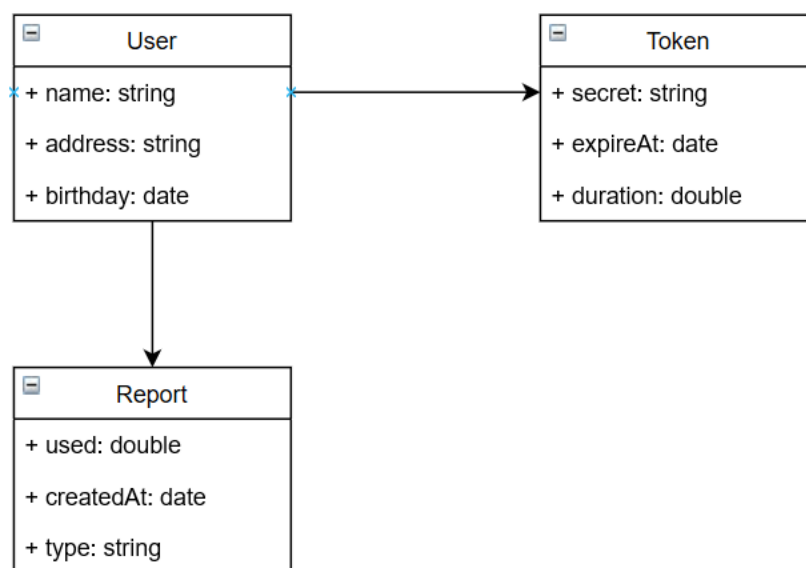 User
+ name: string
+ address: string
+ birthday: date
Token
+ secret: string
+ expireAt: date
+ duration: double
Report
+ used: double
+ createdAt: date
+ type: string